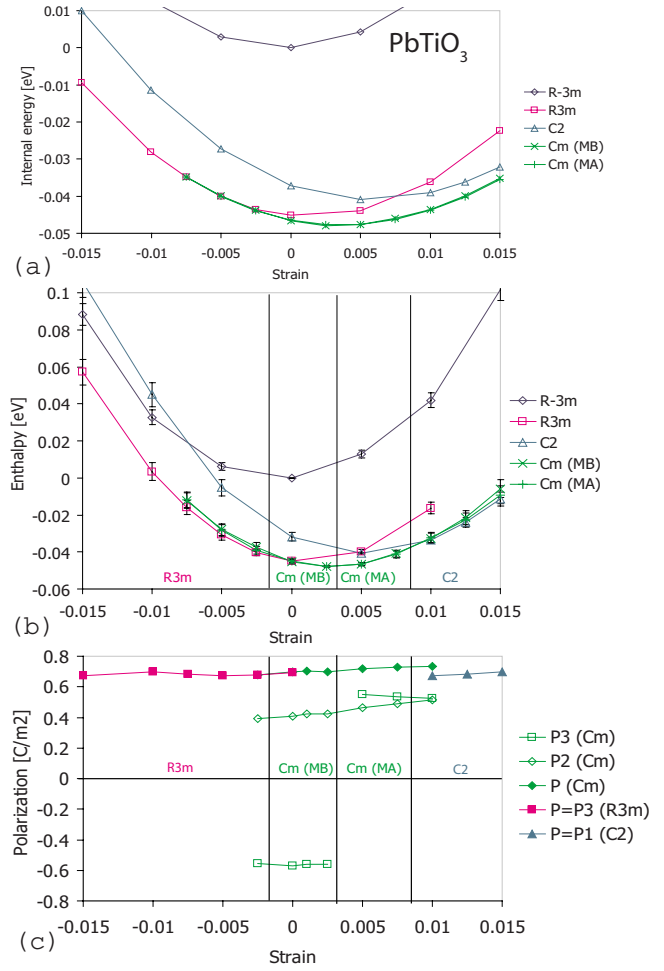 PbTiO3
0
-0.01
-0.02
-0.03
-0.04
-0.05
Internal energy [eV]
-0.015 -0.01 -0.005 0 0.005 0.01 0.015
Strain
R-3m
R3m
C2
Cm (MB)
Cm (MA)
(a)
0.1
0.08
0.06
0.04
0.02
0
-0.02
-0.04
-0.06
Enthalpy [eV]
R3m Cm (MB) Cm (MA) C2
-0.015 -0.01 -0.005 0 0.005 0.01 0.015
Strain
R-3m
R3m
C2
Cm (MB)
Cm (MA)
(b)
0.8
0.6
0.4
0.2
0
-0.2
-0.4
-0.6
-0.8
Polarization [C/m2]
R3m Cm (MB) Cm (MA) C2
-0.015 -0.01 -0.005 0 0.005 0.01 0.015
Strain
P3 (Cm)
P2 (Cm)
P (Cm)
P=P3 (R3m)
P=P1 (C2)
(c)